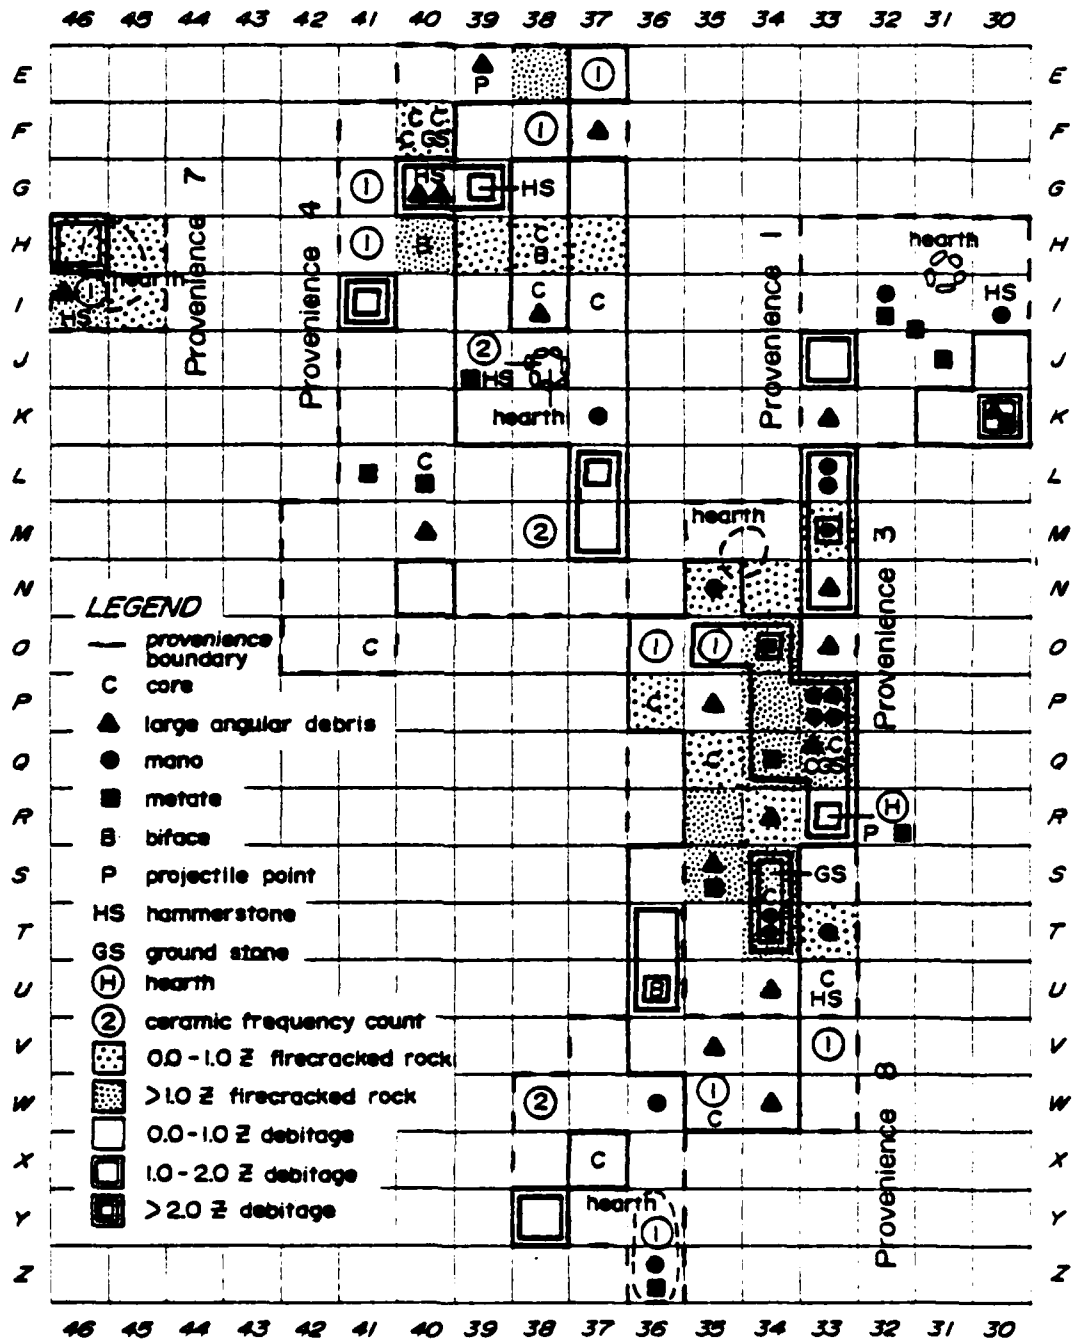 46 45 44 43 42 41 40 39 38 37 36 35 34 33 32 31 30
E P 1 E
F C C 1 F
C GS
G 1 HS HS G
H 1 B C hearth H
B
I 1 hearth C C HS I
HS
J 2 J
HS
K hearth K
L C L
M 2 hearth M
N N
O C 1 1 O
P C P
Q C C Q
C GS
R H R
P
S GS S
C
T T
U B C U
HS
V 1 V
W 2 1 W
C
X C X
Y hearth Y
1
Z Z
Provenience 7
Provenience 4
Provenience 1
Provenience 3
Provenience 8
LEGEND
provenience
boundary
C core
large angular debris
mano
metate
B biface
P projectile point
HS hammerstone
GS ground stone
H hearth
2 ceramic frequency count
0.0-1.0 Z firecracked rock
>1.0 Z firecracked rock
0.0-1.0 Z debitage
1.0-2.0 Z debitage
>2.0 Z debitage
46 45 44 43 42 41 40 39 38 37 36 35 34 33 32 31 30